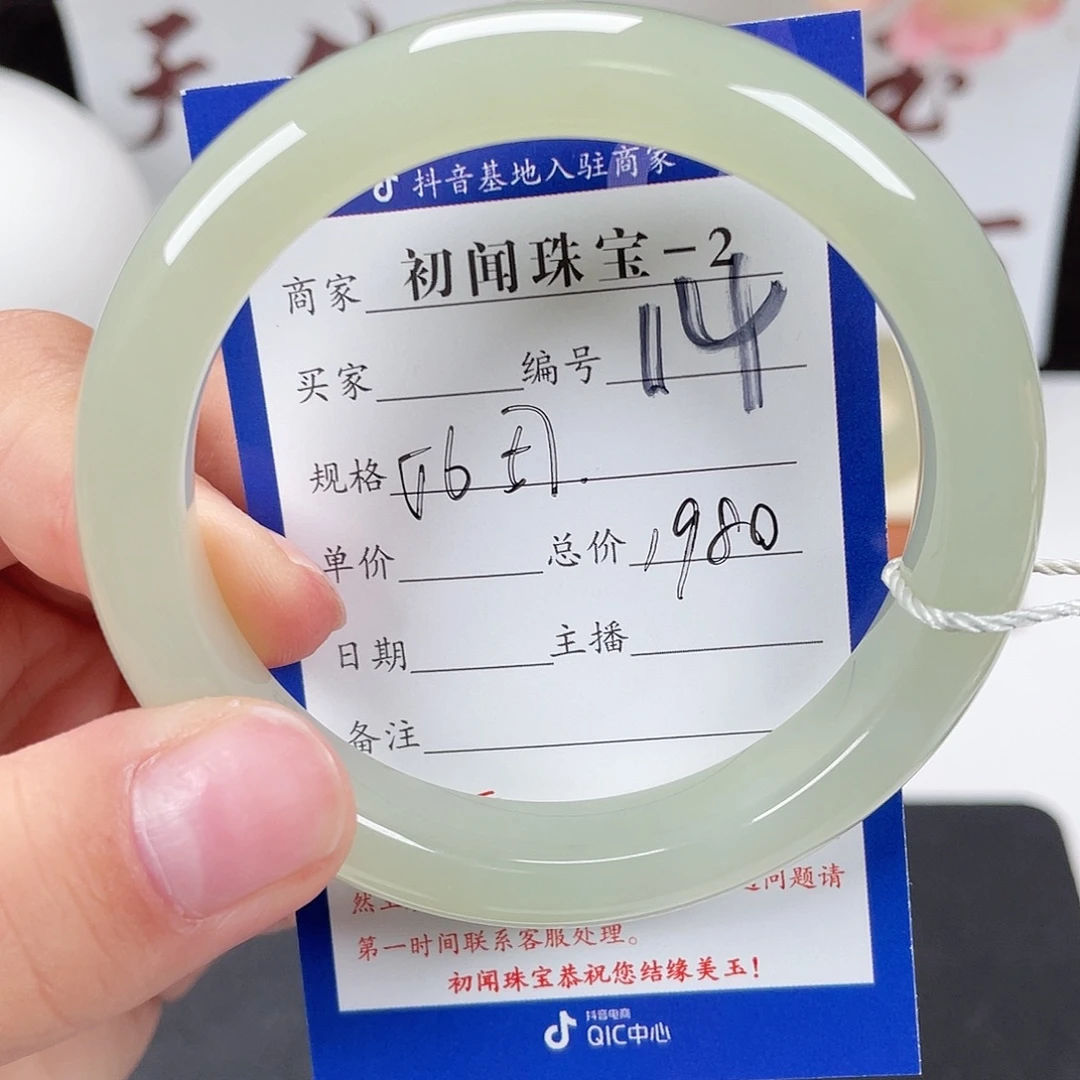 抖音基地入驻商家
商家 初闻珠宝-2
买家 编号 14
规格 56
单价 总价 1980
日期 主播
备注
问题请
第一时间联系客服处理。
初闻珠宝恭祝您结缘美玉！
抖音电商
QIC中心